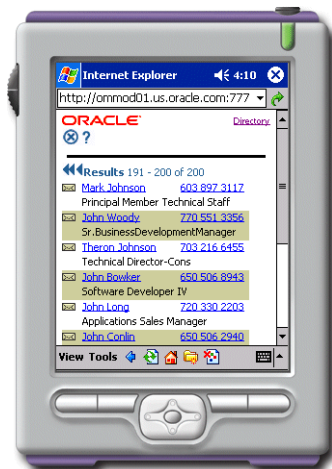 Internet Explorer 4:10
http://ommod01.us.oracle.com:777
ORACLE Directory
?
Results 191 - 200 of 200
Mark Johnson 603 897 3117
Principal Member Technical Staff
John Woody 770 551 3356
Sr.BusinessDevelopmentManager
Theron Johnson 703 216 6455
Technical Director-Cons
John Bowker 650 506 8943
Software Developer IV
John Long 720 330 2203
Applications Sales Manager
John Conlin 650 506 2940
View Tools